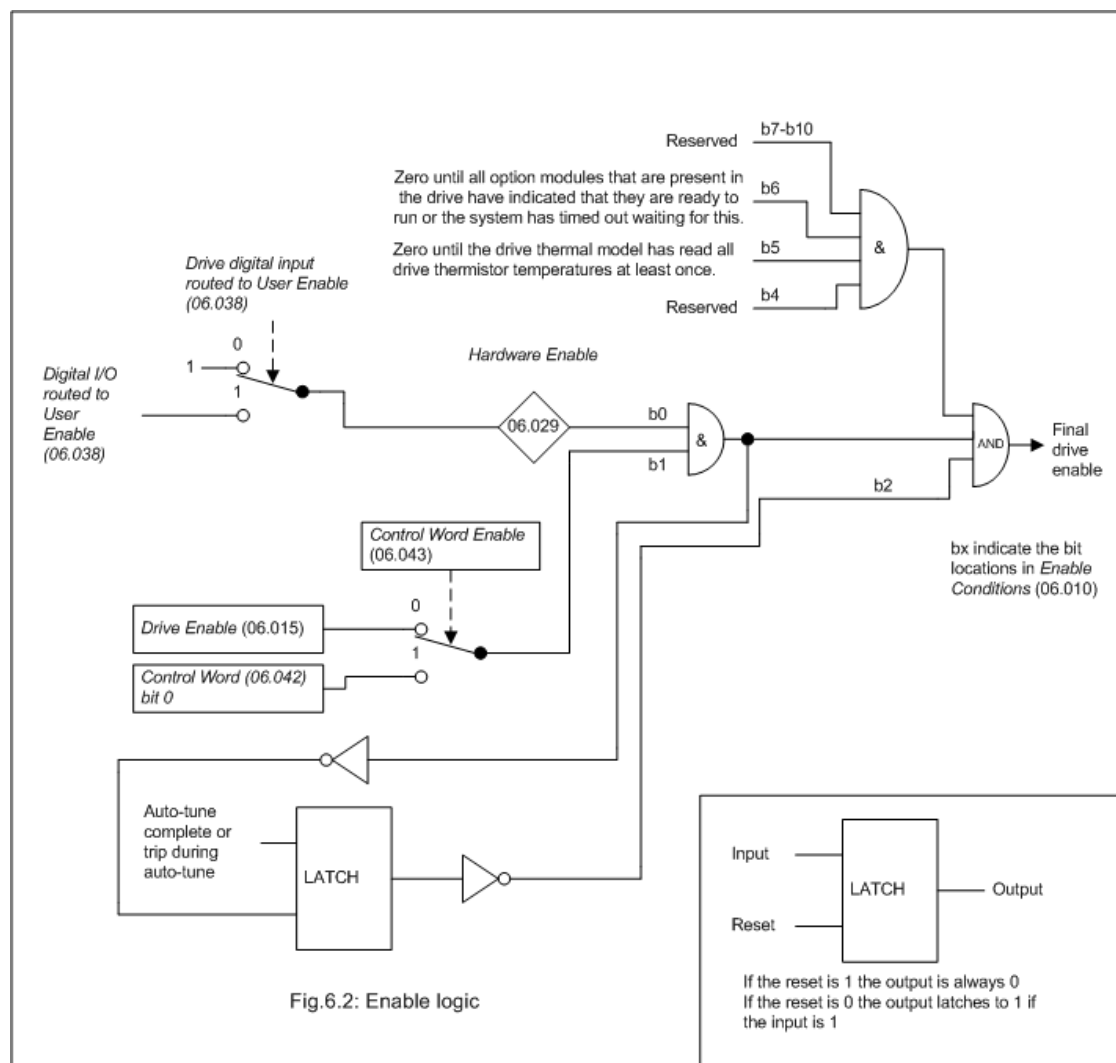 Reserved
b7-b10
Zero until all option modules that are present in
the drive have indicated that they are ready to
run or the system has timed out waiting for this.
b6
Zero until the drive thermal model has read all
drive thermistor temperatures at least once.
b5
&
Reserved
b4
Drive digital input
routed to User Enable
(06.038)
0
1
1
Digital I/O
routed to
User
Enable
(06.038)
Hardware Enable
06.029
b0
b1
&
AND
Final
drive
enable
b2
bx indicate the bit
locations in Enable
Conditions (06.010)
Control Word Enable
(06.043)
0
1
Drive Enable (06.015)
Control Word (06.042)
bit 0
Auto-tune
complete or
trip during
auto-tune
LATCH
Fig.6.2: Enable logic
Input
Reset
LATCH
Output
If the reset is 1 the output is always 0
If the reset is 0 the output latches to 1 if
the input is 1